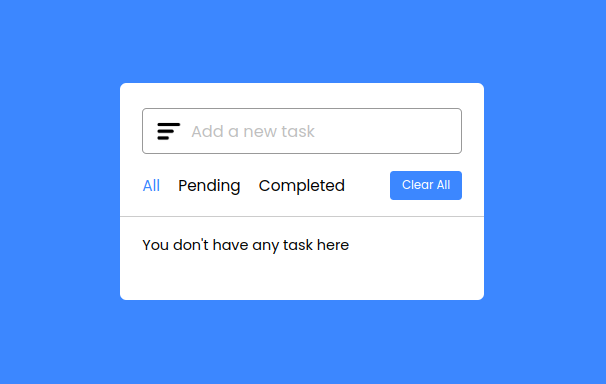 Add a new task
All Pending Completed Clear All
You don't have any task here